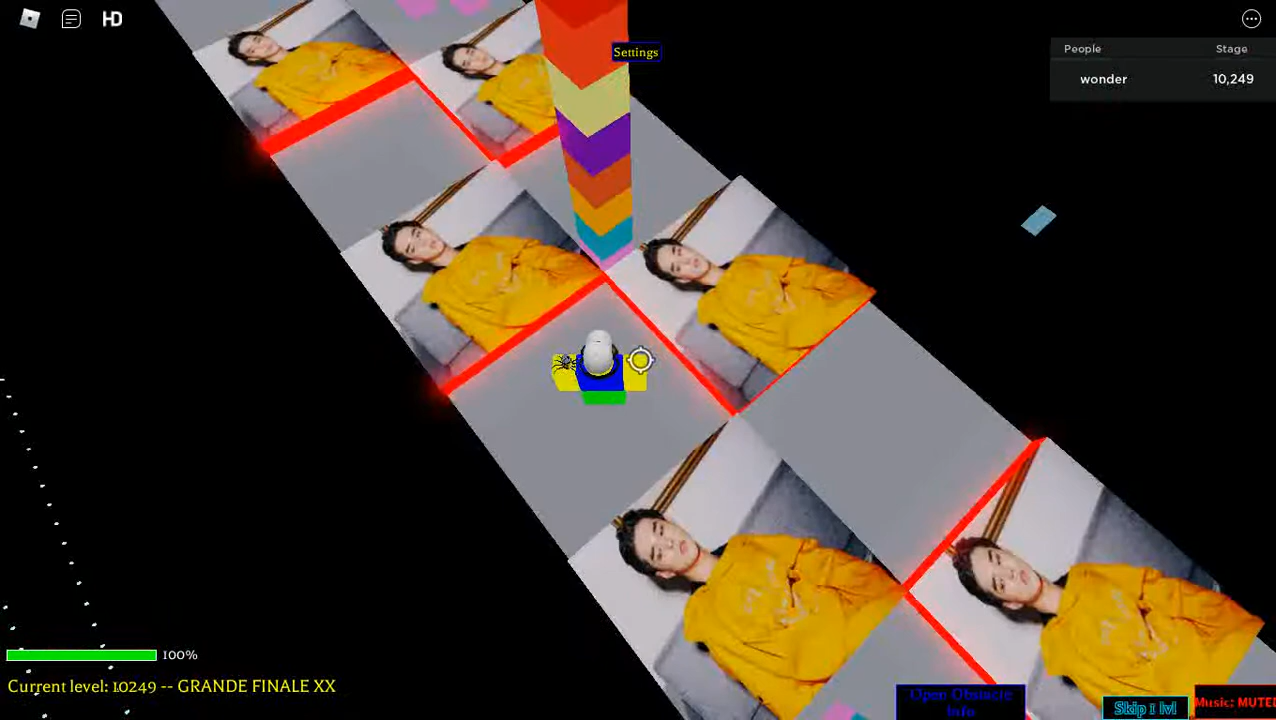 HD
Settings
People Stage
wonder 10,249
100%
Current level: 10249 -- GRANDE FINALE XX
Open Obstacle
Info
Skip 1 lvl
Music: MUTE